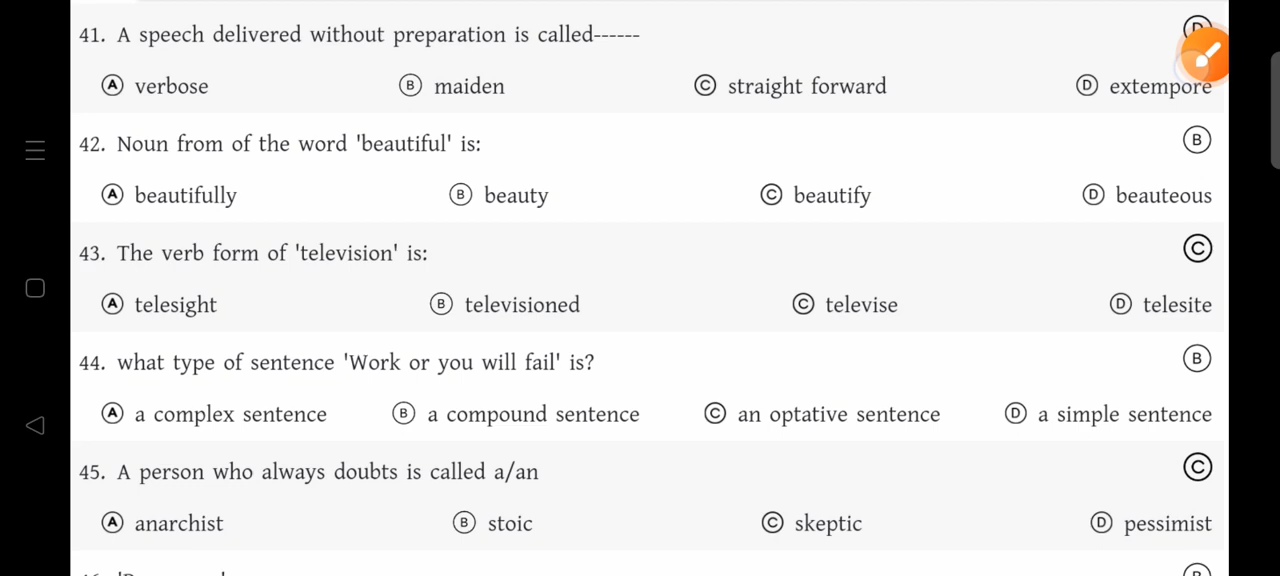 41. A speech delivered without preparation is called------ Ⓓ
Ⓐ verbose Ⓑ maiden Ⓒ straight forward Ⓓ extempore
42. Noun from of the word 'beautiful' is: Ⓑ
Ⓐ beautifully Ⓑ beauty Ⓒ beautify Ⓓ beauteous
43. The verb form of 'television' is: Ⓒ
Ⓐ telesight Ⓑ televisioned Ⓒ televise Ⓓ telesite
44. what type of sentence 'Work or you will fail' is? Ⓑ
Ⓐ a complex sentence Ⓑ a compound sentence Ⓒ an optative sentence Ⓓ a simple sentence
45. A person who always doubts is called a/an Ⓒ
Ⓐ anarchist Ⓑ stoic Ⓒ skeptic Ⓓ pessimist